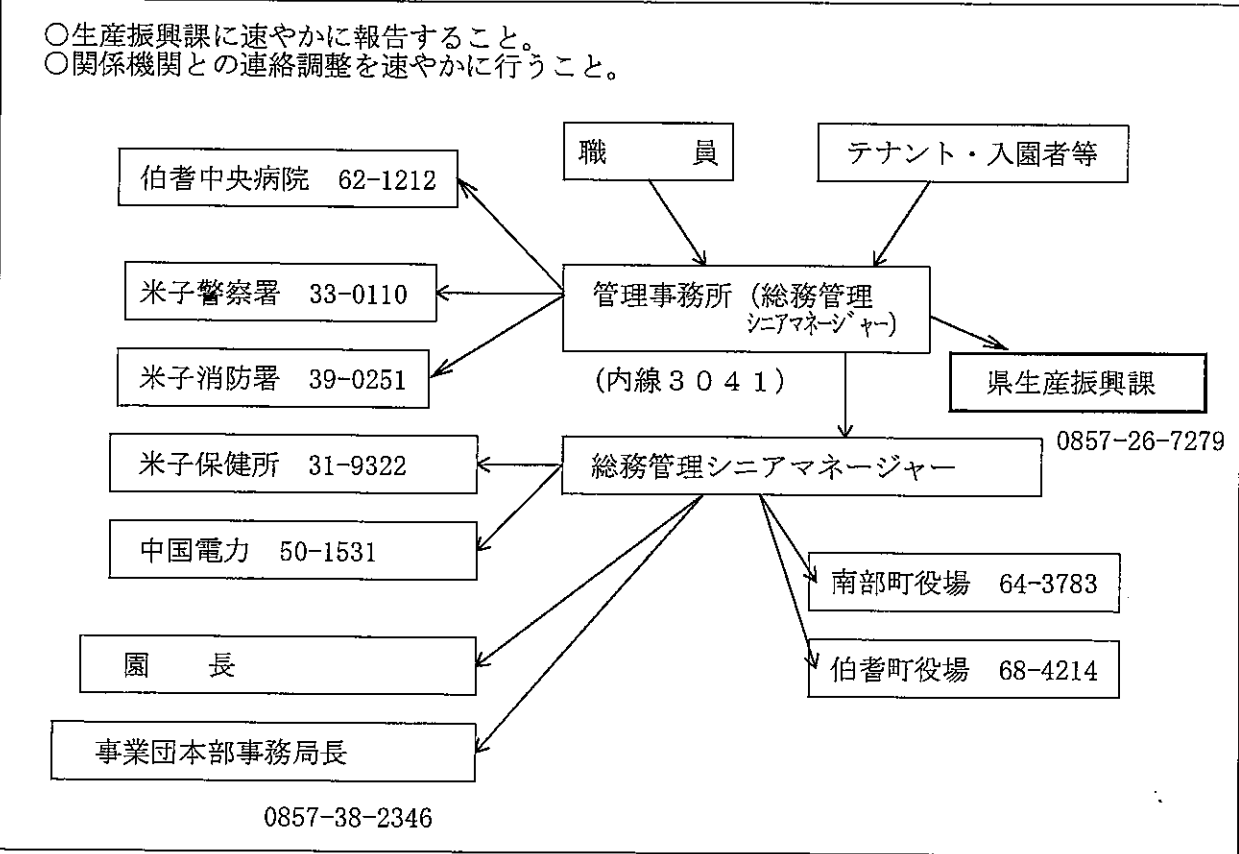 ○生産振興課に速やかに報告すること。
○関係機関との連絡調整を速やかに行うこと。
職　　員
テナント・入園者等
伯耆中央病院　62-1212
米子警察署　33-0110
管理事務所（総務管理
シニアマネージャー）
米子消防署　39-0251
（内線３０４１）
県生産振興課
0857-26-7279
米子保健所　31-9322
総務管理シニアマネージャー
中国電力　50-1531
南部町役場　64-3783
園　　長
伯耆町役場　68-4214
事業団本部事務局長
0857-38-2346